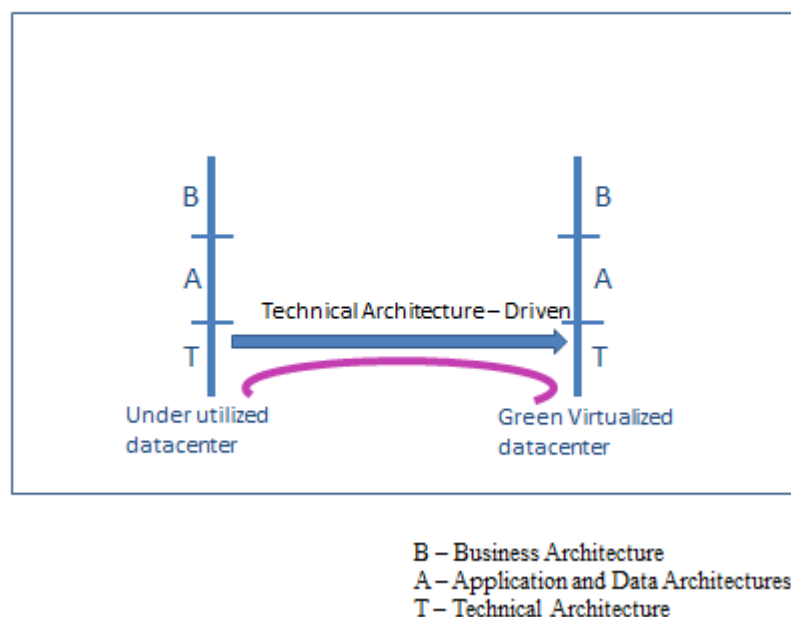 B
B
A
A
Technical Architecture – Driven
T
T
Under utilized
datacenter
Green Virtualized
datacenter
B – Business Architecture
A – Application and Data Architectures
T – Technical Architecture